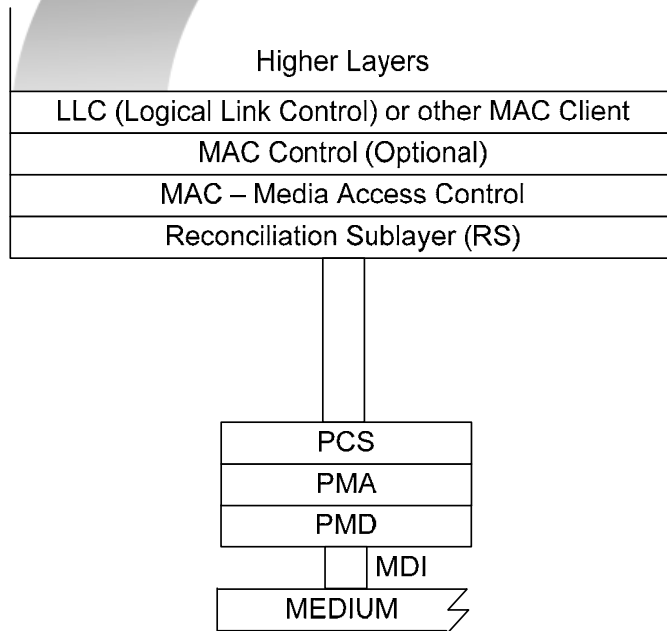 Higher Layers
LLC (Logical Link Control) or other MAC Client
MAC Control (Optional)
MAC – Media Access Control
Reconciliation Sublayer (RS)
PCS
PMA
PMD
MDI
MEDIUM